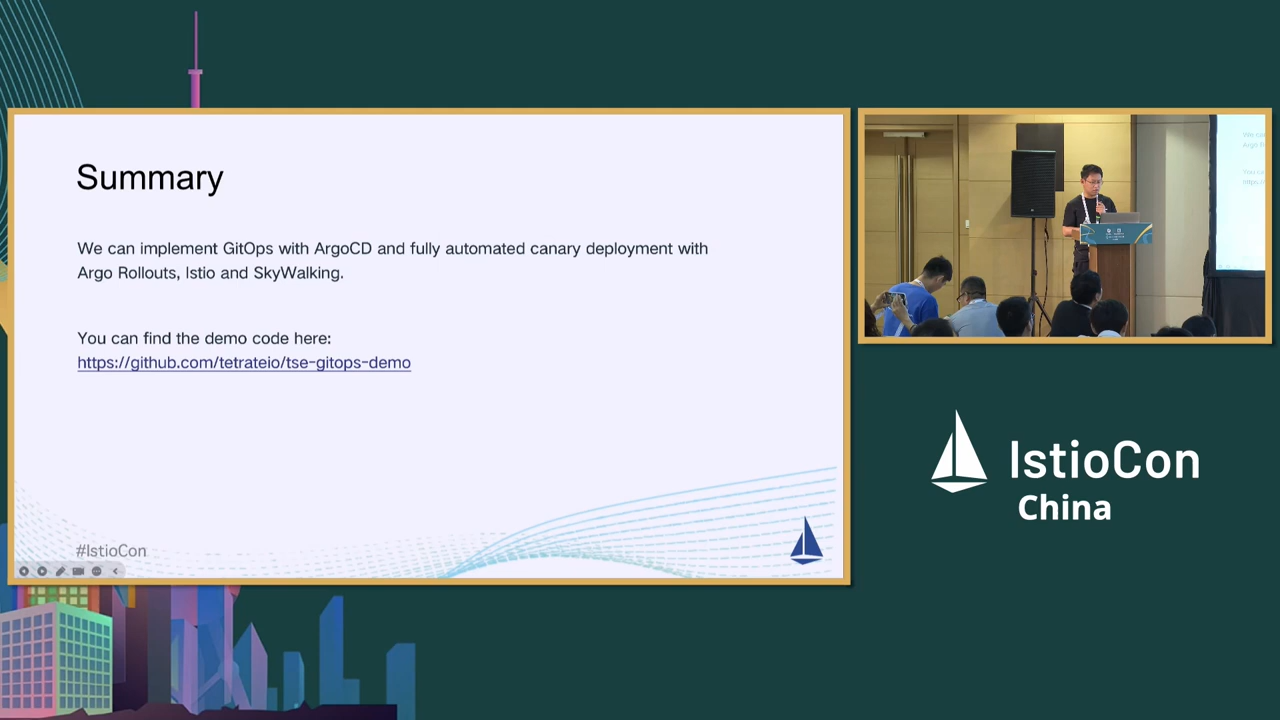 Summary
We can implement GitOps with ArgoCD and fully automated canary deployment with
Argo Rollouts, Istio and SkyWalking.
You can find the demo code here:
https://github.com/tetrateio/tse-gitops-demo
#IstioCon
IstioCon
China